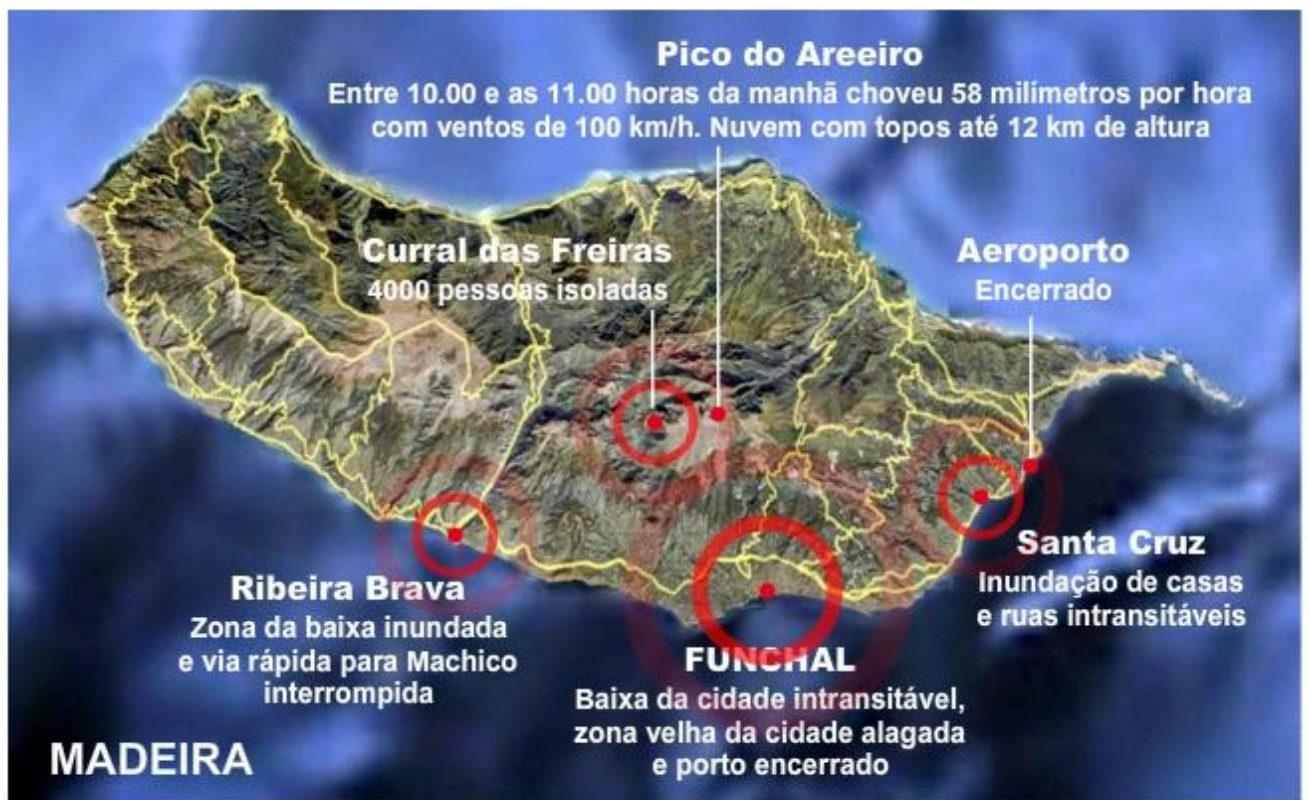 Pico do Areeiro
Entre 10.00 e as 11.00 horas da manhã choveu 58 milímetros por hora
com ventos de 100 km/h. Nuvem com topos até 12 km de altura
Curral das Freiras
4000 pessoas isoladas
Aeroporto
Encerrado
Santa Cruz
Inundação de casas
e ruas intransitáveis
Ribeira Brava
Zona da baixa inundada
e via rápida para Machico
interrompida
FUNCHAL
Baixa da cidade intransitável,
zona velha da cidade alagada
e porto encerrado
MADEIRA